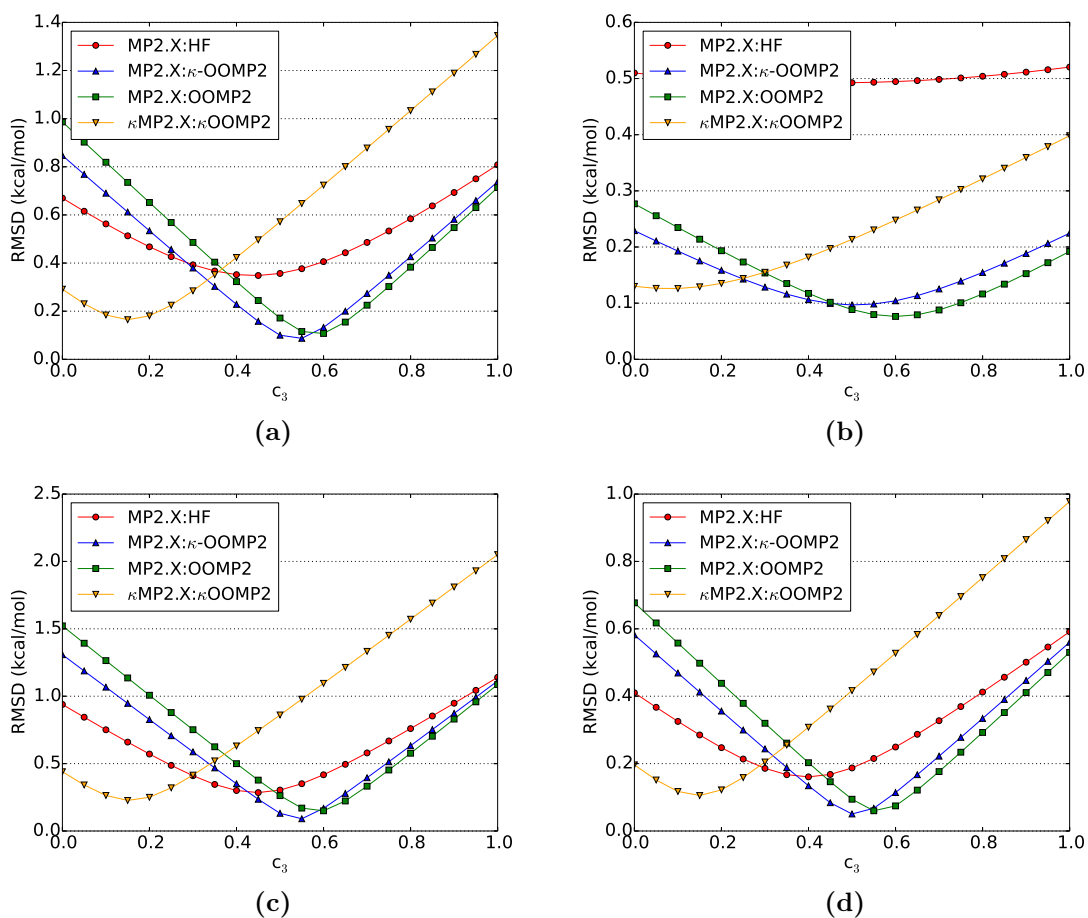 1.4
1.2
1.0
0.8
0.6
0.4
0.2
0.0
RMSD (kcal/mol)
MP2.X:HF
MP2.X:κ-OOMP2
MP2.X:OOMP2
κMP2.X:κOOMP2
0.0 0.2 0.4 0.6 0.8 1.0
c₃
(a)
0.6
0.5
0.4
0.3
0.2
0.1
0.0
RMSD (kcal/mol)
MP2.X:HF
MP2.X:κ-OOMP2
MP2.X:OOMP2
κMP2.X:κOOMP2
0.0 0.2 0.4 0.6 0.8 1.0
c₃
(b)
2.5
2.0
1.5
1.0
0.5
0.0
RMSD (kcal/mol)
MP2.X:HF
MP2.X:κ-OOMP2
MP2.X:OOMP2
κMP2.X:κOOMP2
0.0 0.2 0.4 0.6 0.8 1.0
c₃
(c)
1.0
0.8
0.6
0.4
0.2
0.0
RMSD (kcal/mol)
MP2.X:HF
MP2.X:κ-OOMP2
MP2.X:OOMP2
κMP2.X:κOOMP2
0.0 0.2 0.4 0.6 0.8 1.0
c₃
(d)